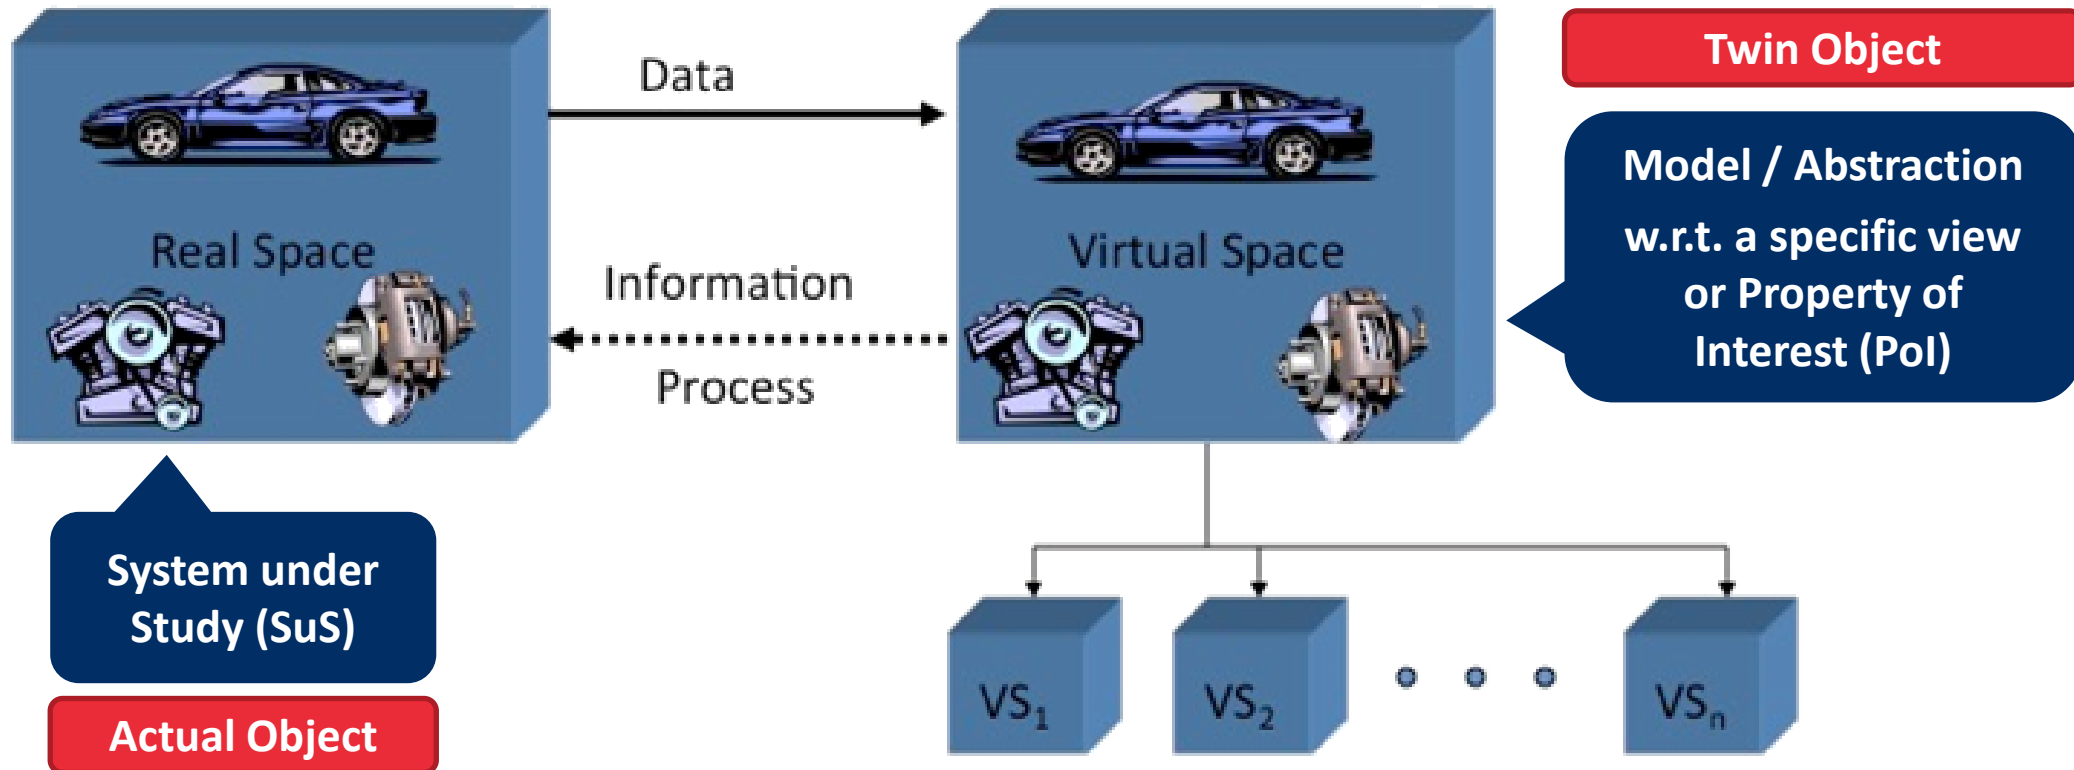 Data
Twin Object
Model / Abstraction
w.r.t. a specific view
or Property of
Interest (PoI)
Real Space
Virtual Space
Information
Process
System under
Study (SuS)
Actual Object
VS₁
VS₂
VSₙ